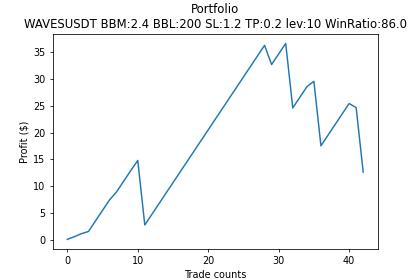 Portfolio
WAVESUSDT BBM:2.4 BBL:200 SL:1.2 TP:0.2 lev:10 WinRatio:86.0
Profit ($)
35
30
25
20
15
10
5
0
0 10 20 30 40
Trade counts